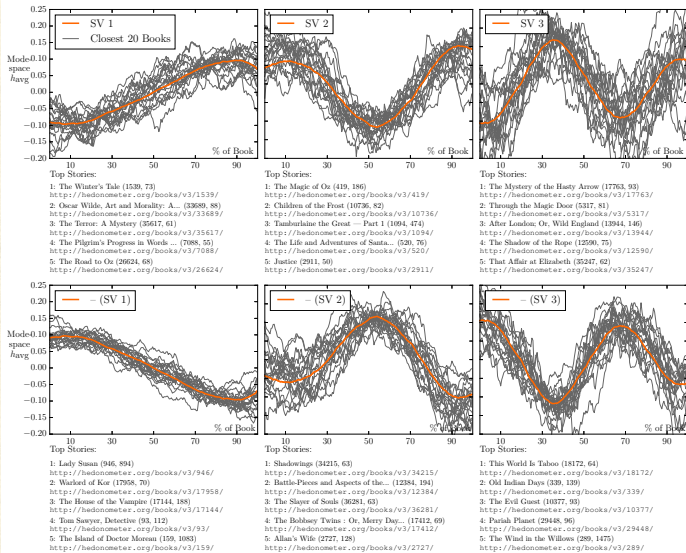 SV 1
Closest 20 Books
SV 2
SV 3
Mode
space
havg
0.25
0.20
0.15
0.10
0.05
0.00
−0.05
−0.10
−0.15
−0.20
% of Book
% of Book
% of Book
10 30 50 70 90
10 30 50 70 90
10 30 50 70 90
Top Stories:
1: The Winter's Tale (1539, 73)
http://hedonometer.org/books/v3/1539/
2: Oscar Wilde, Art and Morality: A... (33689, 88)
http://hedonometer.org/books/v3/33689/
3: The Terror: A Mystery (35617, 61)
http://hedonometer.org/books/v3/35617/
4: The Pilgrim's Progress in Words ... (7088, 55)
http://hedonometer.org/books/v3/7088/
5: The Road to Oz (26624, 68)
http://hedonometer.org/books/v3/26624/
Top Stories:
1: The Magic of Oz (419, 186)
http://hedonometer.org/books/v3/419/
2: Children of the Frost (10736, 82)
http://hedonometer.org/books/v3/10736/
3: Tamburlaine the Great — Part 1 (1094, 474)
http://hedonometer.org/books/v3/1094/
4: The Life and Adventures of Santa... (520, 76)
http://hedonometer.org/books/v3/520/
5: Justice (2911, 50)
http://hedonometer.org/books/v3/2911/
Top Stories:
1: The Mystery of the Hasty Arrow (17763, 93)
http://hedonometer.org/books/v3/17763/
2: Through the Magic Door (5317, 81)
http://hedonometer.org/books/v3/5317/
3: After London; Or, Wild England (13944, 146)
http://hedonometer.org/books/v3/13944/
4: The Shadow of the Rope (12590, 75)
http://hedonometer.org/books/v3/12590/
5: That Affair at Elizabeth (35247, 62)
http://hedonometer.org/books/v3/35247/
– (SV 1)
– (SV 2)
– (SV 3)
Mode
space
havg
0.25
0.20
0.15
0.10
0.05
0.00
−0.05
−0.10
−0.15
−0.20
% of Book
% of Book
% of Book
10 30 50 70 90
10 30 50 70 90
10 30 50 70 90
Top Stories:
1: Lady Susan (946, 894)
http://hedonometer.org/books/v3/946/
2: Warlord of Kor (17958, 70)
http://hedonometer.org/books/v3/17958/
3: The House of the Vampire (17144, 188)
http://hedonometer.org/books/v3/17144/
4: Tom Sawyer, Detective (93, 112)
http://hedonometer.org/books/v3/93/
5: The Island of Doctor Moreau (159, 1083)
http://hedonometer.org/books/v3/159/
Top Stories:
1: Shadowings (34215, 63)
http://hedonometer.org/books/v3/34215/
2: Battle-Pieces and Aspects of the... (12384, 194)
http://hedonometer.org/books/v3/12384/
3: The Slayer of Souls (36281, 63)
http://hedonometer.org/books/v3/36281/
4: The Bobbsey Twins : Or, Merry Day... (17412, 69)
http://hedonometer.org/books/v3/17412/
5: Allan's Wife (2727, 128)
http://hedonometer.org/books/v3/2727/
Top Stories:
1: This World Is Taboo (18172, 64)
http://hedonometer.org/books/v3/18172/
2: Old Indian Days (339, 139)
http://hedonometer.org/books/v3/339/
3: The Evil Guest (10377, 93)
http://hedonometer.org/books/v3/10377/
4: Pariah Planet (29448, 96)
http://hedonometer.org/books/v3/29448/
5: The Wind in the Willows (289, 1475)
http://hedonometer.org/books/v3/289/